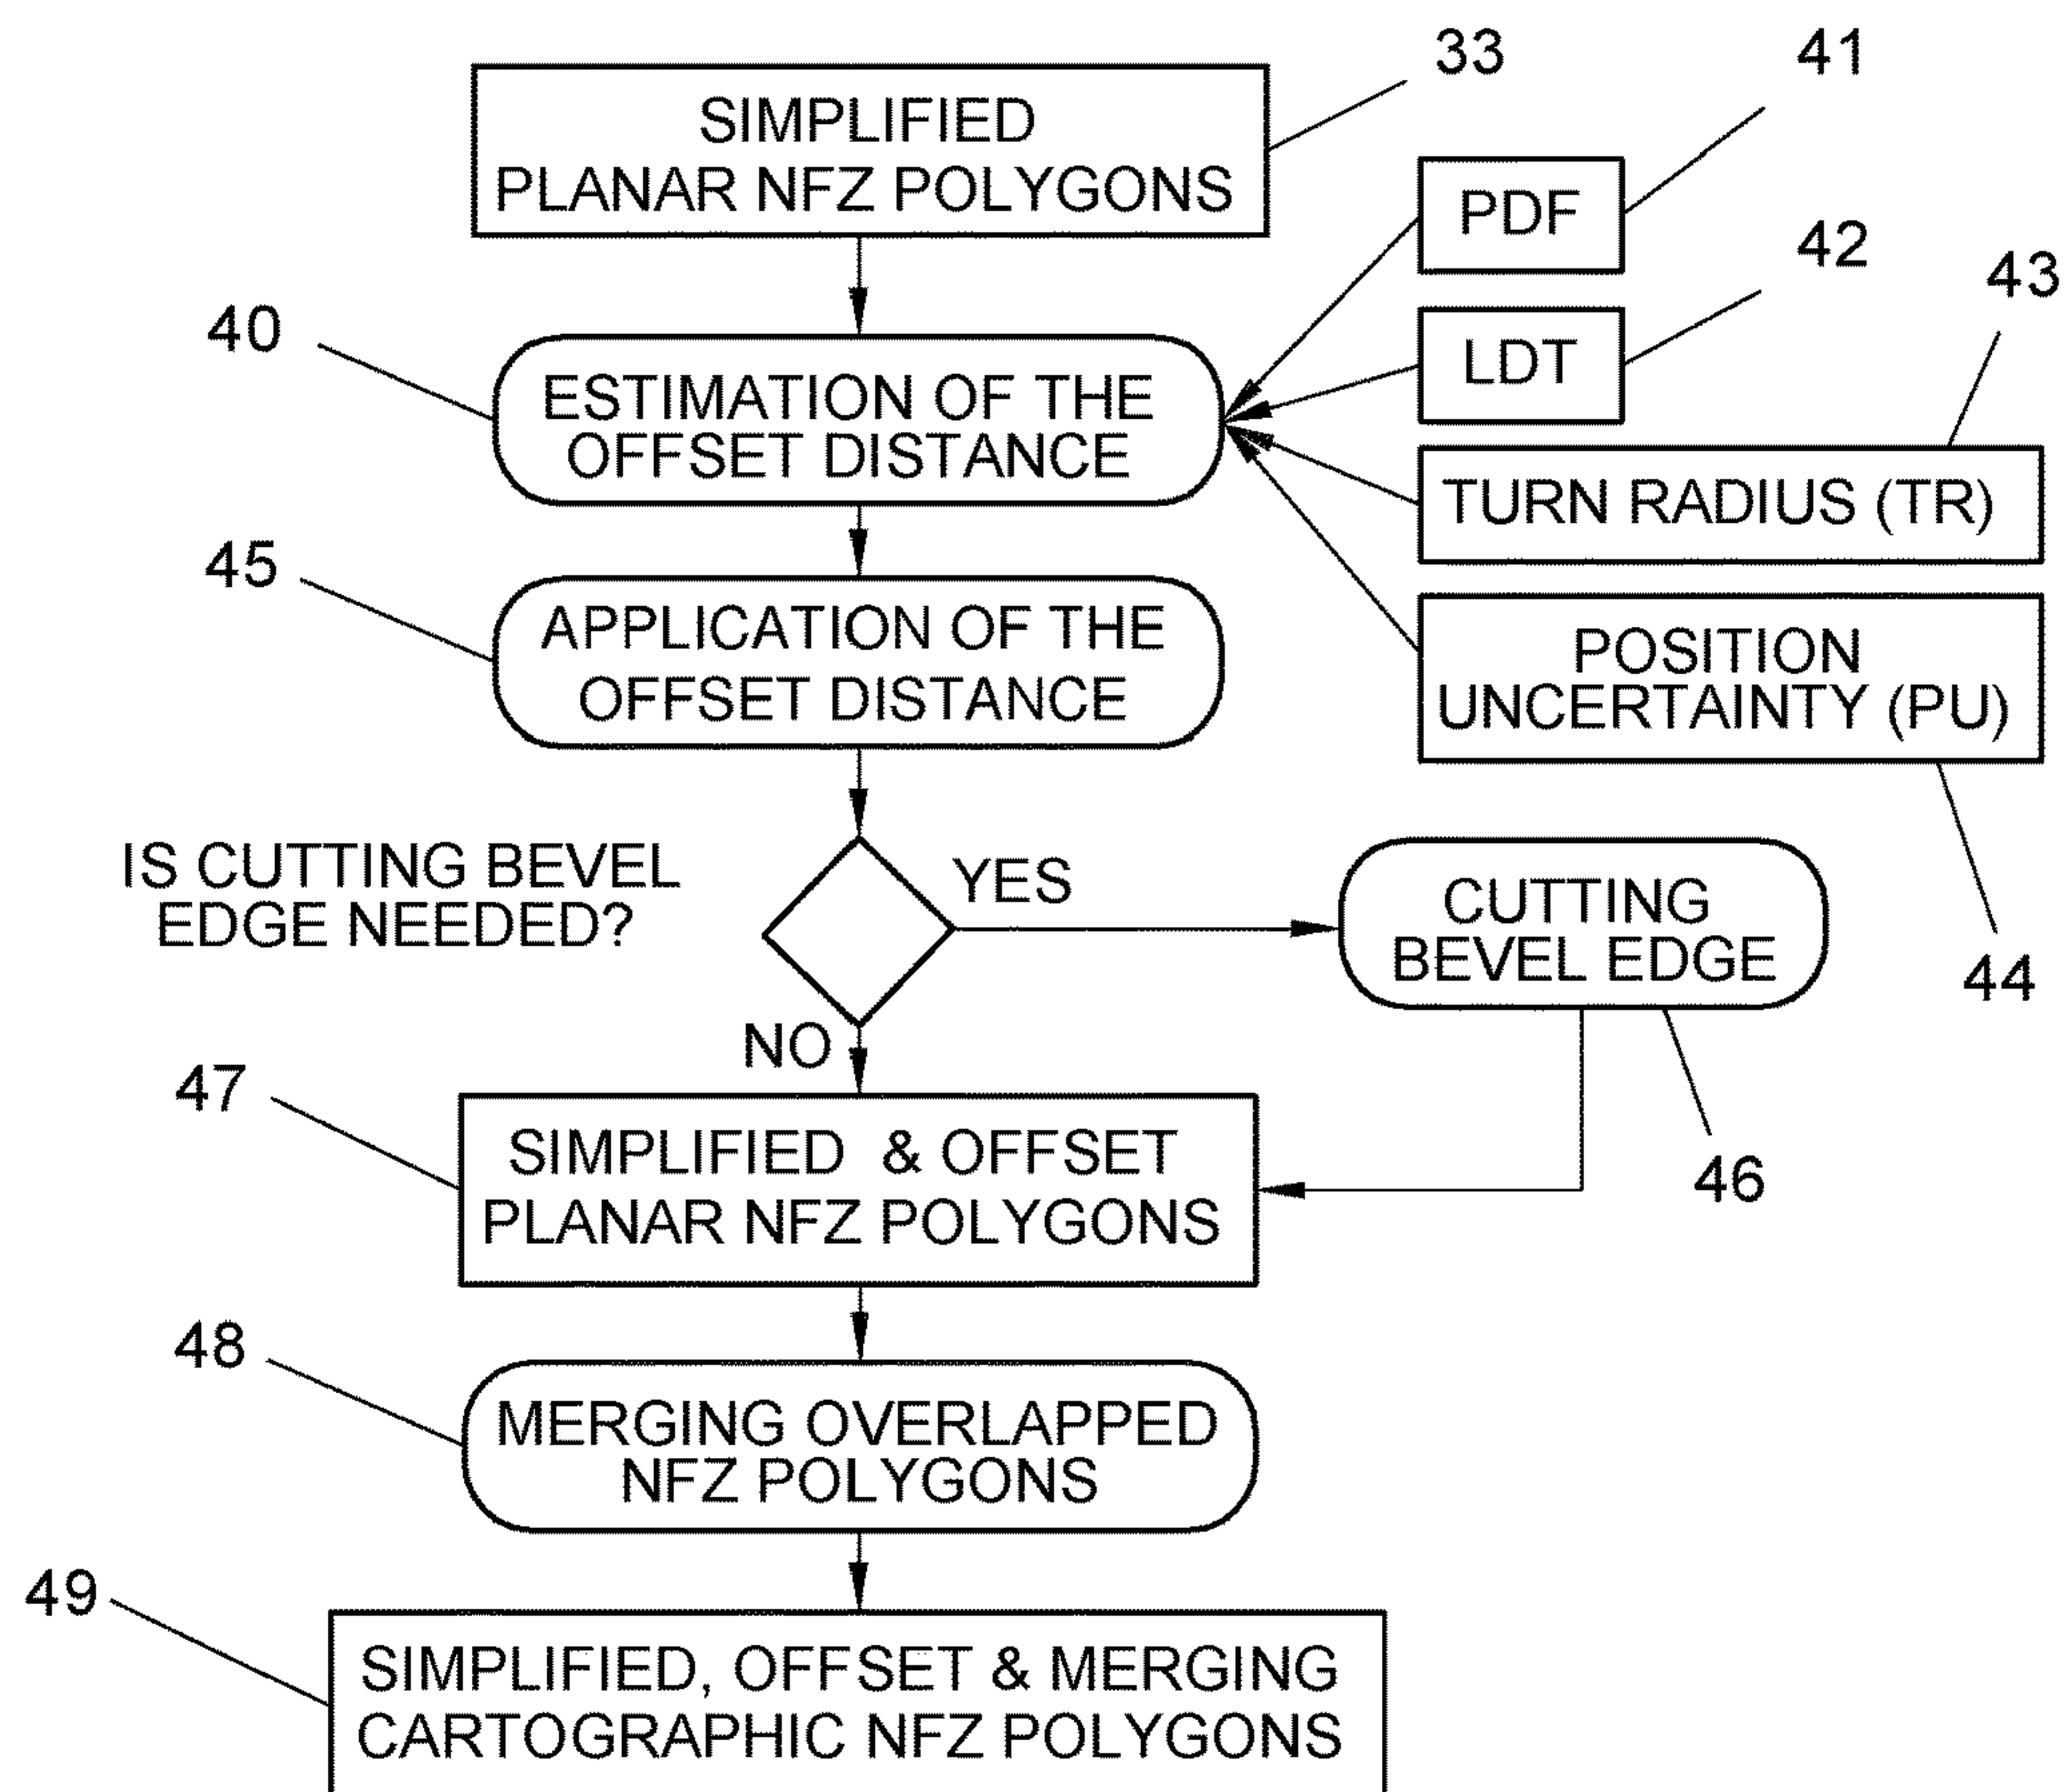 33
41
SIMPLIFIED
PLANAR NFZ POLYGONS
PDF
42
43
40
LDT
ESTIMATION OF THE
OFFSET DISTANCE
TURN RADIUS (TR)
45
APPLICATION OF THE
OFFSET DISTANCE
POSITION
UNCERTAINTY (PU)
IS CUTTING BEVEL
EDGE NEEDED?
YES
CUTTING
BEVEL EDGE
44
NO
47
46
SIMPLIFIED & OFFSET
PLANAR NFZ POLYGONS
48
MERGING OVERLAPPED
NFZ POLYGONS
49
SIMPLIFIED, OFFSET & MERGING
CARTOGRAPHIC NFZ POLYGONS